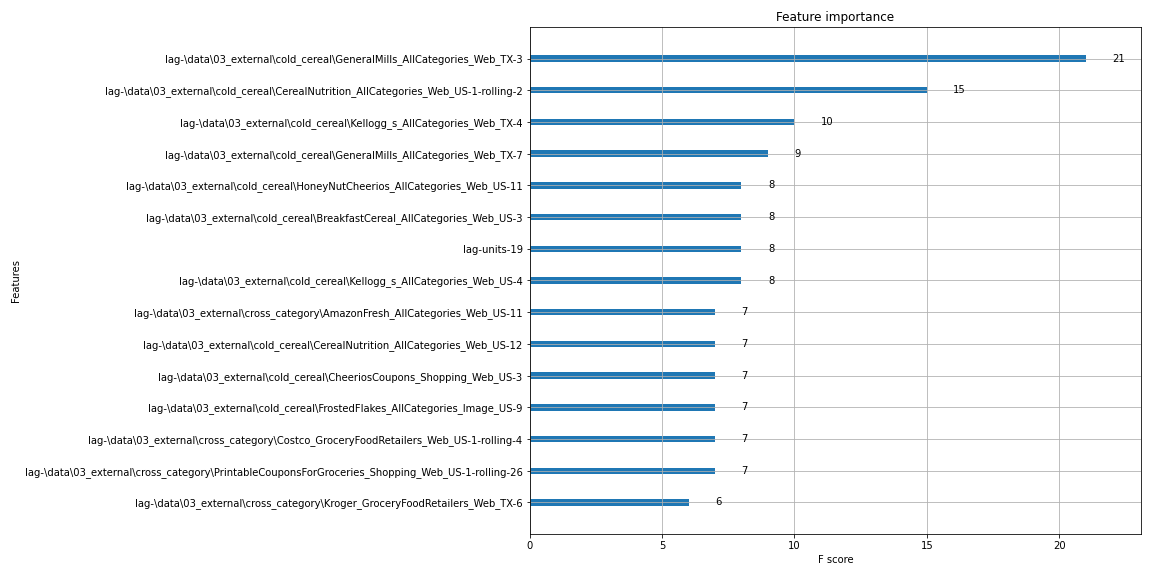 Feature importance
lag-\data\03_external\cold_cereal\GeneralMills_AllCategories_Web_TX-3 21
lag-\data\03_external\cold_cereal\CerealNutrition_AllCategories_Web_US-1-rolling-2 15
lag-\data\03_external\cold_cereal\Kellogg_s_AllCategories_Web_TX-4 10
lag-\data\03_external\cold_cereal\GeneralMills_AllCategories_Web_TX-7 9
lag-\data\03_external\cold_cereal\HoneyNutCheerios_AllCategories_Web_US-11 8
lag-\data\03_external\cold_cereal\BreakfastCereal_AllCategories_Web_US-3 8
lag-units-19 8
lag-\data\03_external\cold_cereal\Kellogg_s_AllCategories_Web_US-4 8
Features
lag-\data\03_external\cross_category\AmazonFresh_AllCategories_Web_US-11 7
lag-\data\03_external\cold_cereal\CerealNutrition_AllCategories_Web_US-12 7
lag-\data\03_external\cold_cereal\CheeriosCoupons_Shopping_Web_US-3 7
lag-\data\03_external\cold_cereal\FrostedFlakes_AllCategories_Image_US-9 7
lag-\data\03_external\cross_category\Costco_GroceryFoodRetailers_Web_US-1-rolling-4 7
lag-\data\03_external\cross_category\PrintableCouponsForGroceries_Shopping_Web_US-1-rolling-26 7
lag-\data\03_external\cross_category\Kroger_GroceryFoodRetailers_Web_TX-6 6
0 5 10 15 20
F score